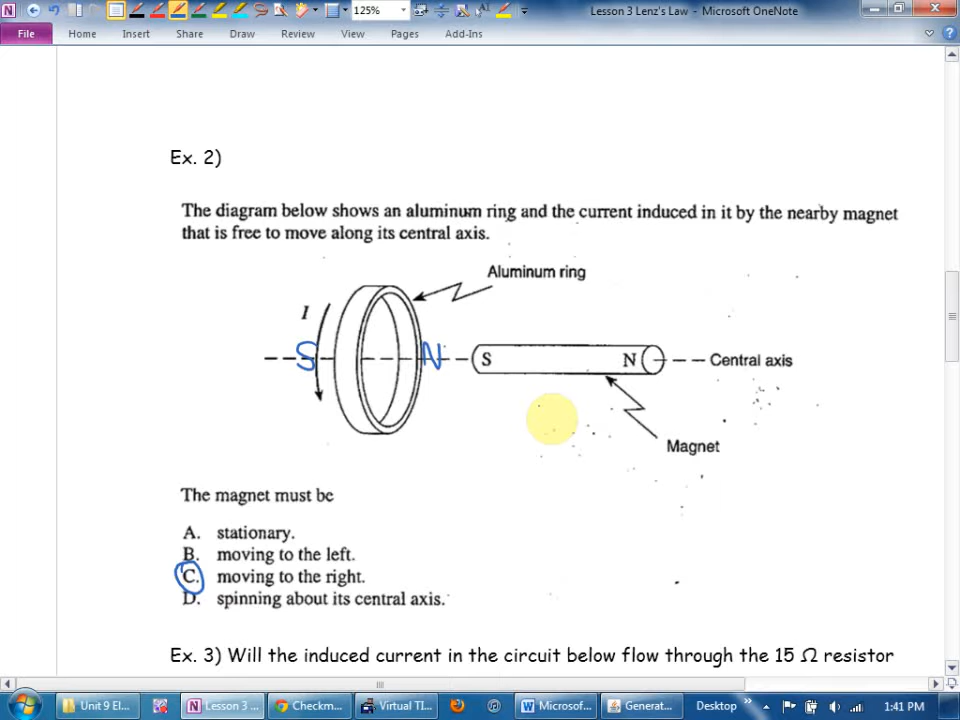 125%
Lesson 3 Lenz's Law - Microsoft OneNote
File Home Insert Share Draw Review View Pages Add-Ins
Ex. 2)
The diagram below shows an aluminum ring and the current induced in it by the nearby magnet
that is free to move along its central axis.
Aluminum ring
I
S N S N Central axis
Magnet
The magnet must be
A. stationary.
B. moving to the left.
C. moving to the right.
D. spinning about its central axis.
Ex. 3) Will the induced current in the circuit below flow through the 15 Ω resistor
Unit 9 El... Lesson 3 ... Checkm... Virtual TI... Microsof... Generat... Desktop 1:41 PM